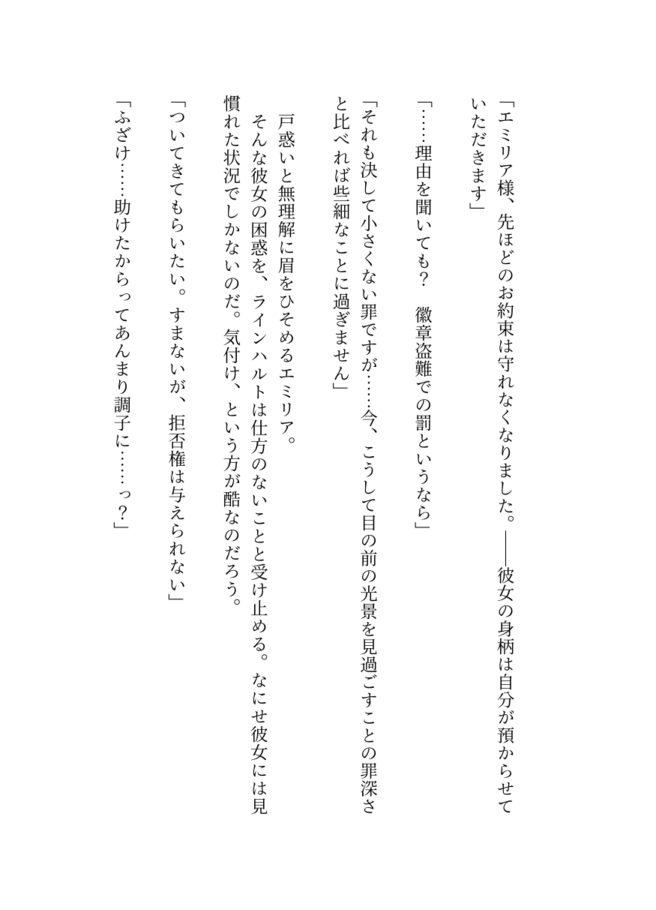 「エミリア様、先ほどのお約束は守れなくなりました。――彼女の身柄は自分が預からせて
いただきます」
「……理由を聞いても？　徽章盗難での罰というなら」
「それも決して小さくない罪ですが……今、こうして目の前の光景を見過ごすことの罪深さ
と比べれば些細なことに過ぎません」
　戸惑いと無理解に眉をひそめるエミリア。
　そんな彼女の困惑を、ラインハルトは仕方のないことと受け止める。なにせ彼女には見
慣れた状況でしかないのだ。気付け、という方が酷なのだろう。
「ついてきてもらいたい。すまないが、拒否権は与えられない」
「ふざけ……助けたからってあんまり調子に……っ？」